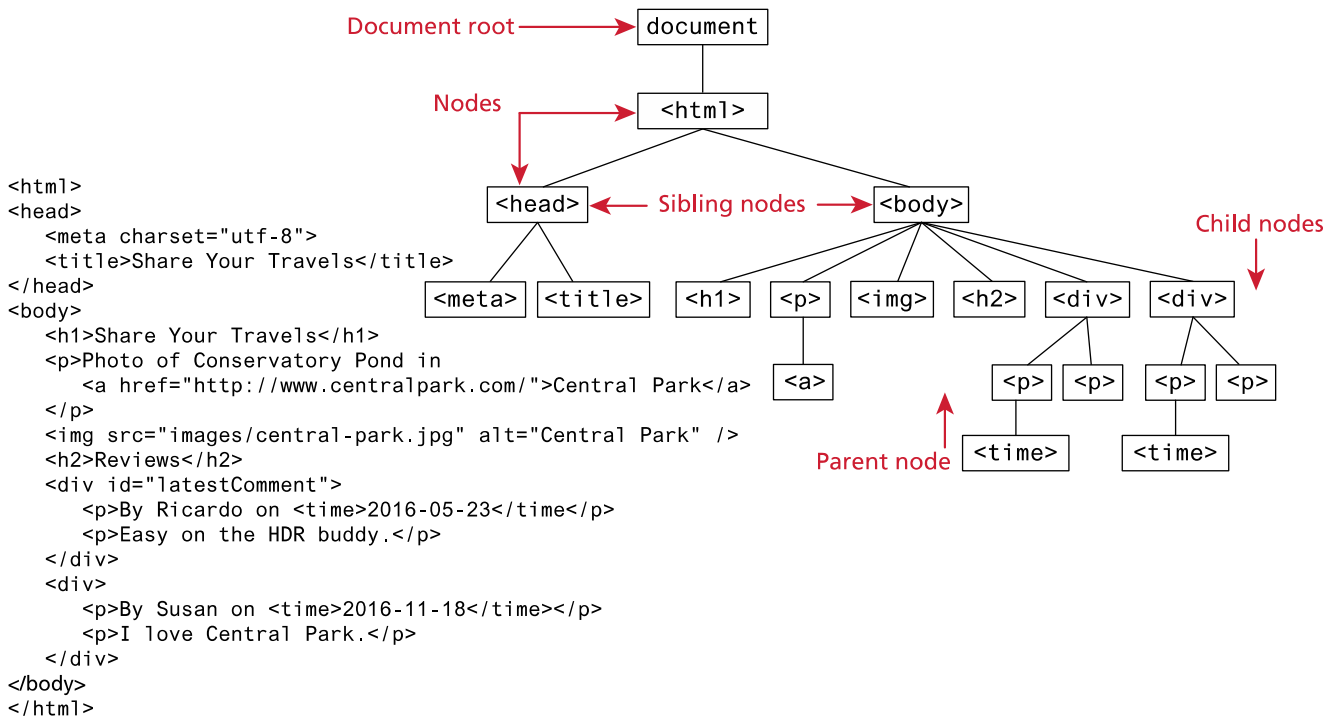 Document root
document
Nodes
<html>
<head>
Sibling nodes
<body>
Child nodes
<meta>
<title>
<h1>
<p>
<img>
<h2>
<div>
<div>
<a>
<p>
<p>
<p>
<p>
Parent node
<time>
<time>
<html>
<head>
<meta charset="utf-8">
<title>Share Your Travels</title>
</head>
<body>
<h1>Share Your Travels</h1>
<p>Photo of Conservatory Pond in
<a href="http://www.centralpark.com/">Central Park</a>
</p>
<img src="images/central-park.jpg" alt="Central Park" />
<h2>Reviews</h2>
<div id="latestComment">
<p>By Ricardo on <time>2016-05-23</time</p>
<p>Easy on the HDR buddy.</p>
</div>
<div>
<p>By Susan on <time>2016-11-18</time></p>
<p>I love Central Park.</p>
</div>
</body>
</html>